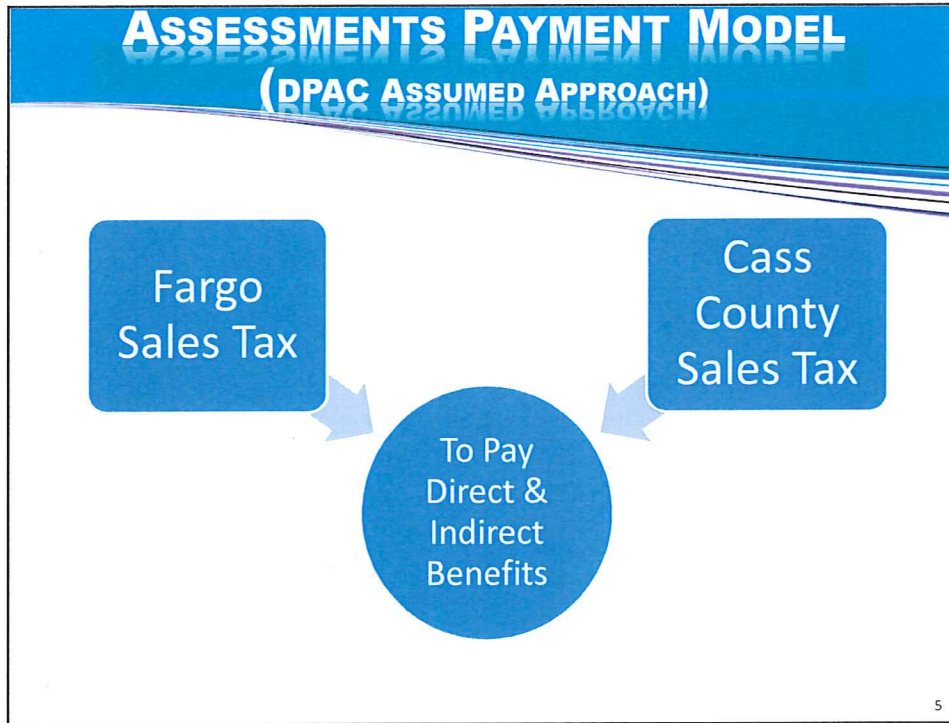 ASSESSMENTS PAYMENT MODEL
(DPAC ASSUMED APPROACH)
Fargo
Sales Tax
Cass
County
Sales Tax
To Pay
Direct &
Indirect
Benefits
5